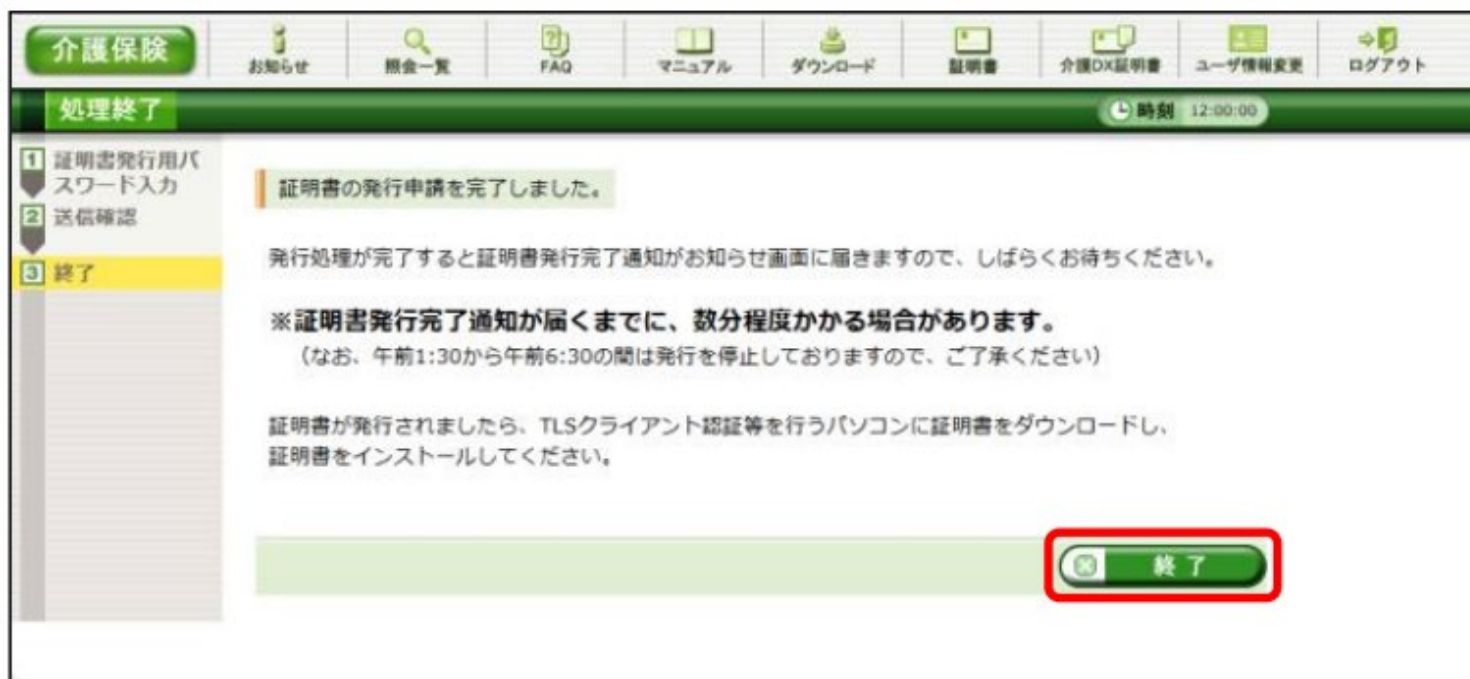 介護保険
お知らせ
照会一覧
FAQ
マニュアル
ダウンロード
証明書
介護DX証明書
ユーザ情報変更
ログアウト
処理終了
時刻 12:00:00
1 証明書発行用パ
スワード入力
2 送信確認
3 終了
証明書の発行申請を完了しました。
発行処理が完了すると証明書発行完了通知がお知らせ画面に届きますので、しばらくお待ちください。
※証明書発行完了通知が届くまでに、数分程度かかる場合があります。
(なお、午前1:30から午前6:30の間は発行を停止しておりますので、ご了承ください)
証明書が発行されましたら、TLSクライアント認証等を行うパソコンに証明書をダウンロードし、
証明書をインストールしてください。
終了